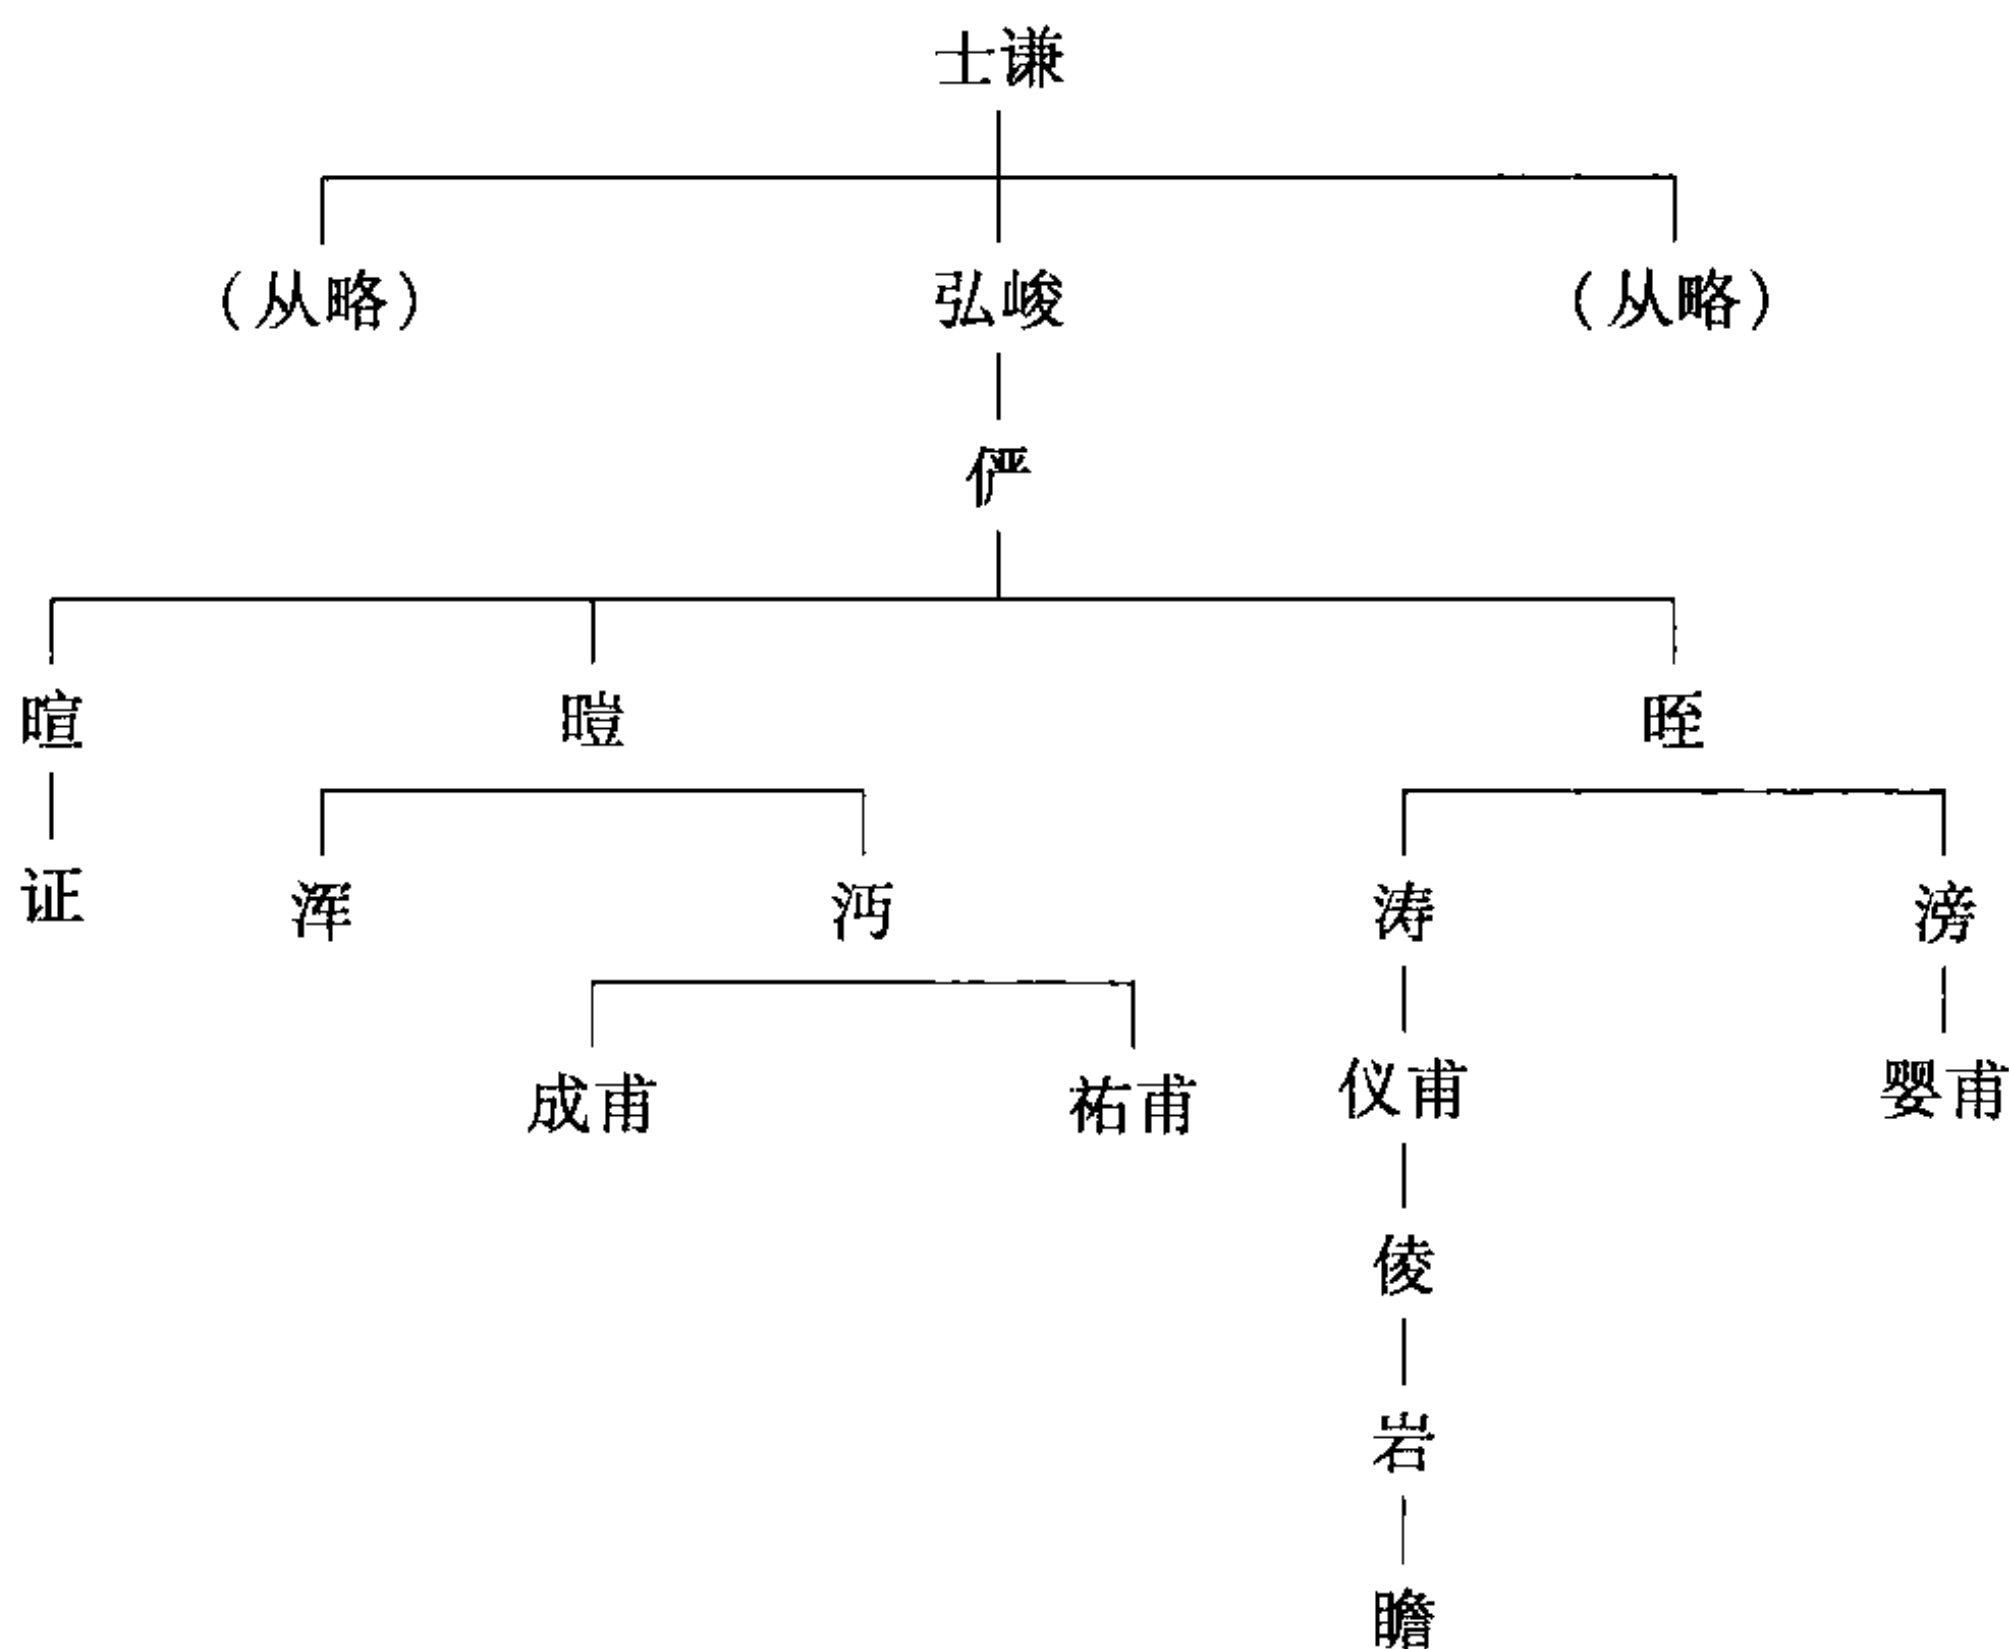 士谦
（从略） 弘峻 （从略）
俨
暄 暟 晊
证 浑 沔 涛 滂
成甫 祐甫 仪甫 婴甫
倰
岩
瞻